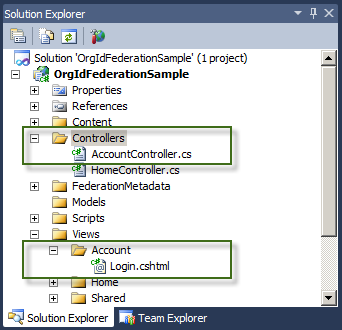 Solution Explorer
Solution 'OrgIdFederationSample' (1 project)
OrgIdFederationSample
Properties
References
Content
Controllers
AccountController.cs
HomeController.cs
FederationMetadata
Models
Scripts
Views
Account
Login.cshtml
Home
Shared
Solution Explorer Team Explorer